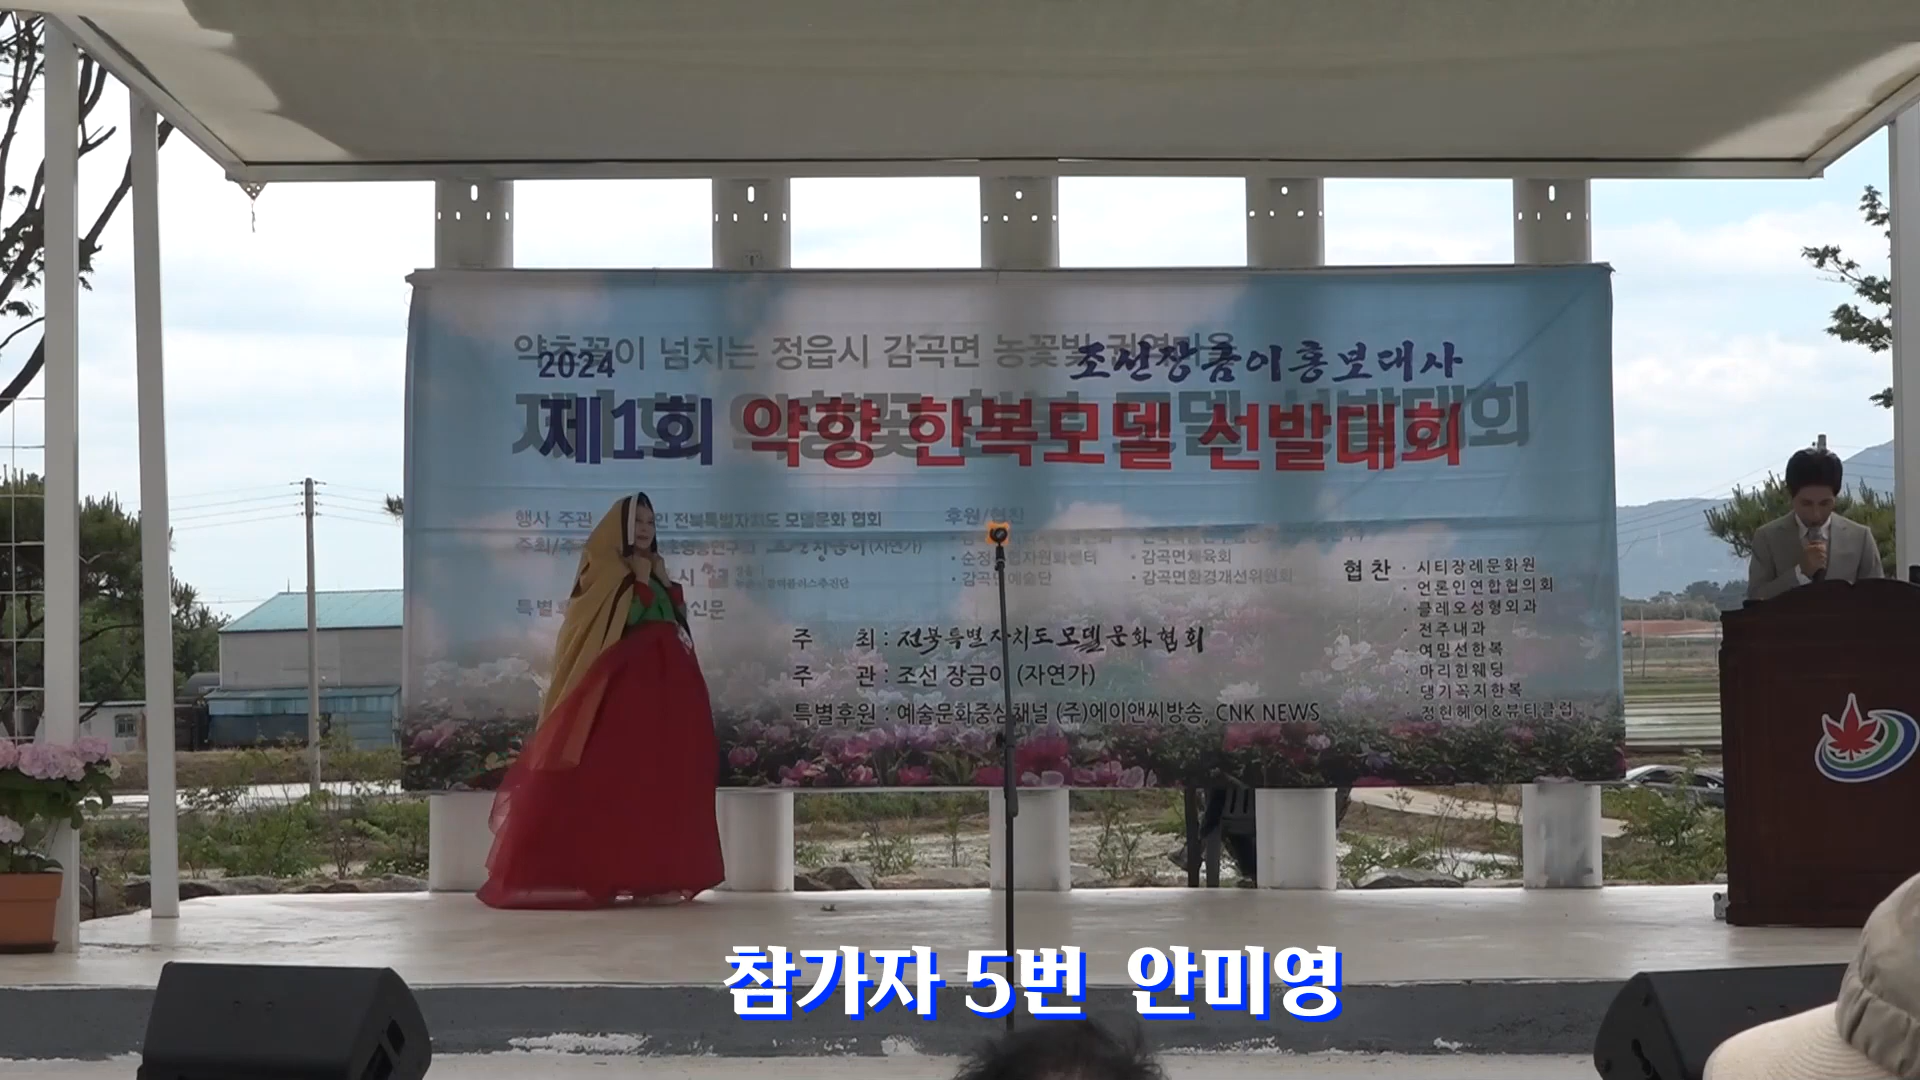 약초꽃이 넘치는 정읍시 감곡면 농꽃빛
2024 조선장금이홍보대사
제1회 약향 한복모델 선발대회
행사 주관 전북특별자치도 모델문화 협회
후원/협찬
(자연가)
순정 자원화센터
감곡면체육회
감곡면예술단
감곡면환경개선위원회
협찬 · 시티장례문화원
· 언론인연합협의회
· 클레오성형외과
· 전주내과
· 여밈선한복
· 마리힌웨딩
· 댕기꼭지한복
· 정현헤어&뷰티클럽
주 최 : 전북특별자치도모델문화협회
주 관 : 조선 장금이 (자연가)
특별후원 : 예술문화중심채널 (주)에이앤씨방송, CNK NEWS
참가자 5번 안미영